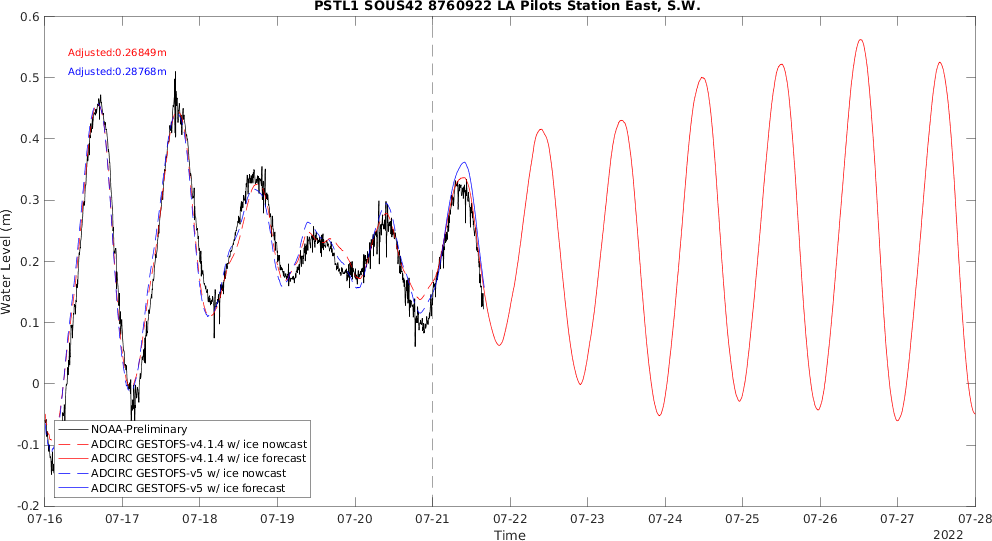 PSTL1 SOUS42 8760922 LA Pilots Station East, S.W.
Adjusted:0.26849m
Adjusted:0.28768m
0.6
0.5
0.4
0.3
0.2
0.1
0
-0.1
-0.2
Water Level (m)
NOAA-Preliminary
ADCIRC GESTOFS-v4.1.4 w/ ice nowcast
ADCIRC GESTOFS-v4.1.4 w/ ice forecast
ADCIRC GESTOFS-v5 w/ ice nowcast
ADCIRC GESTOFS-v5 w/ ice forecast
07-16 07-17 07-18 07-19 07-20 07-21 07-22 07-23 07-24 07-25 07-26 07-27 07-28
Time
2022